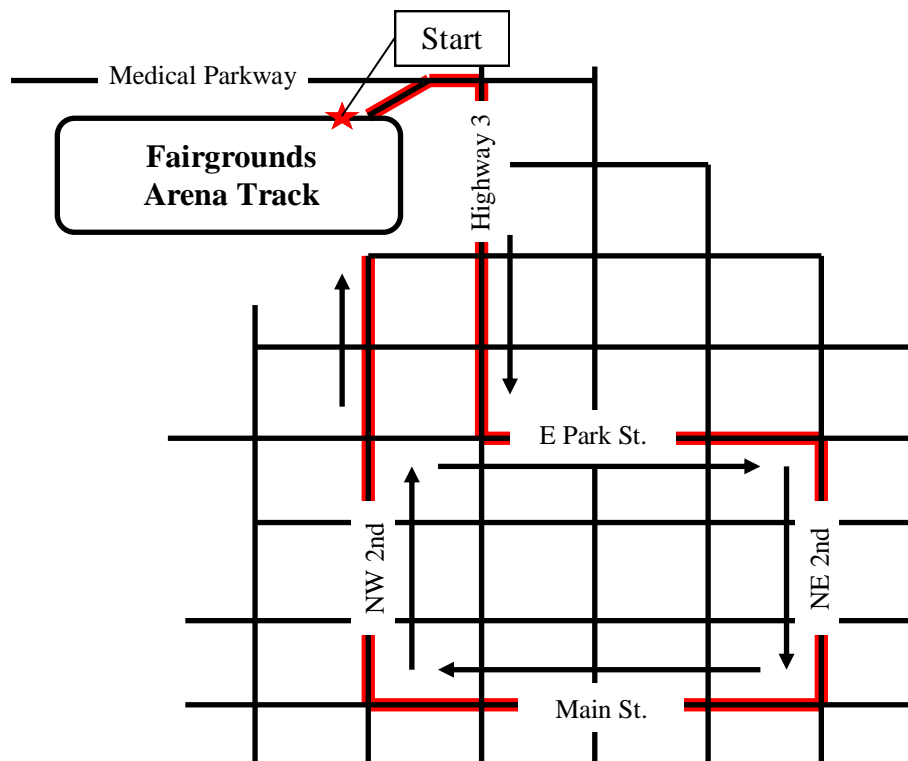 Start
Medical Parkway
Fairgrounds
Arena Track
Highway 3
E Park St.
NW 2nd
NE 2nd
Main St.